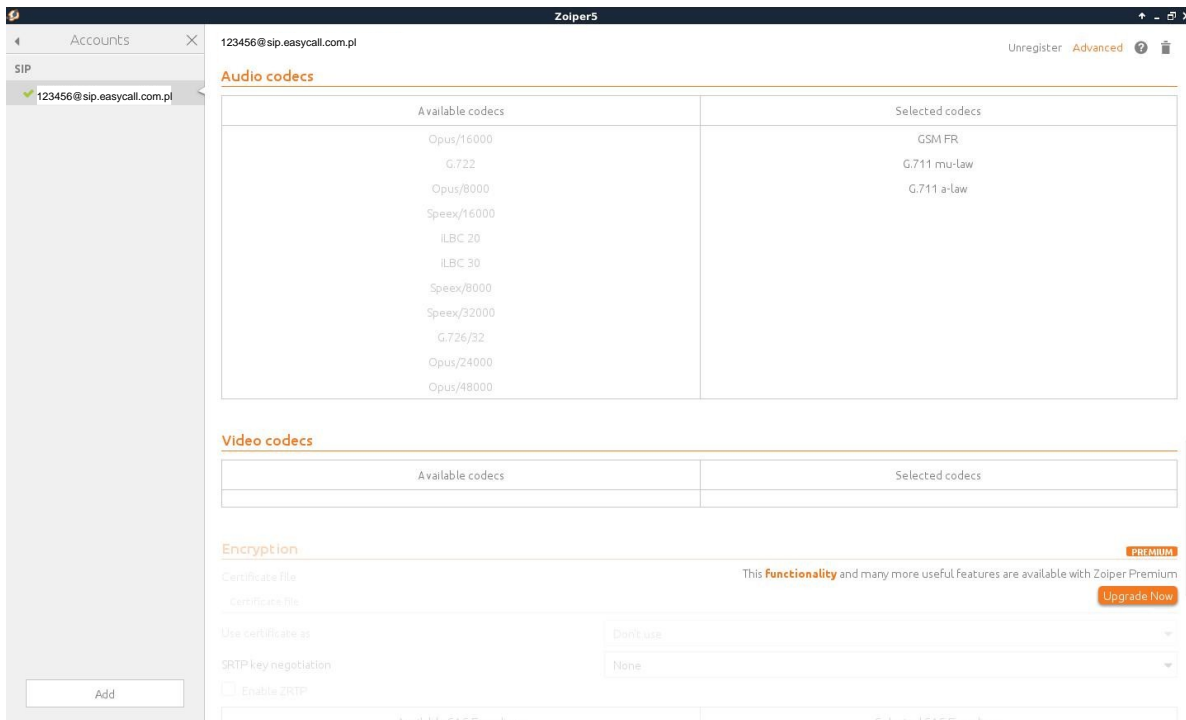 Zoiper5
Accounts
SIP
123456@sip.easycall.com.pl
Add
123456@sip.easycall.com.pl
Unregister Advanced
Audio codecs
Available codecs Selected codecs
Opus/16000 GSM FR
G.722 G.711 mu-law
Opus/8000 G.711 a-law
Speex/16000
iLBC 20
iLBC 30
Speex/8000
Speex/32000
G.726/32
Opus/24000
Opus/48000
Video codecs
Available codecs Selected codecs
Encryption PREMIUM
Certificate file This functionality and many more useful features are available with Zoiper Premium
Certificate file Upgrade Now
Use certificate as Don't use
SRTP key negotiation None
Enable ZRTP